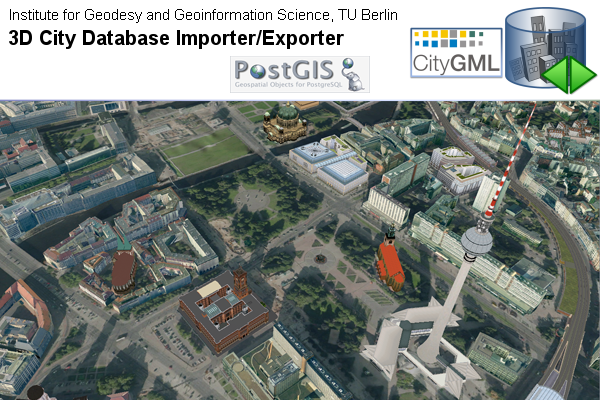 Institute for Geodesy and Geoinformation Science, TU Berlin
3D City Database Importer/Exporter
CityGML
PostGIS
Geospatial Objects for PostgreSQL